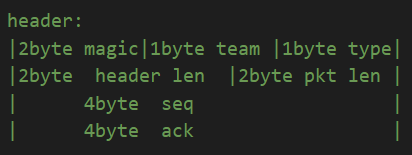 header:
|2byte magic|1byte team |1byte type|
|2byte  header len  |2byte pkt len |
|      4byte  seq                  |
|      4byte  ack                  |